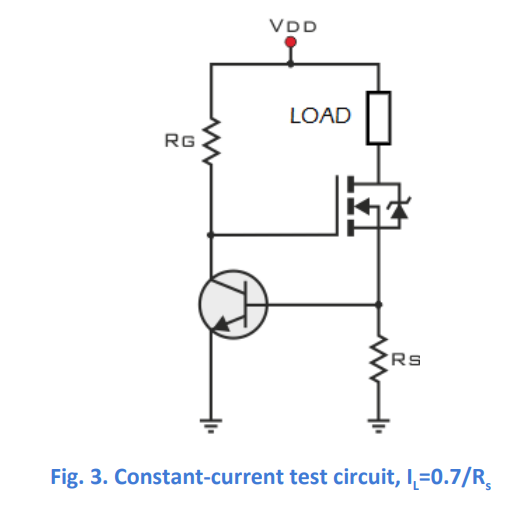 VDD
LOAD
RG
RS
Fig. 3. Constant-current test circuit, IL=0.7/Rs